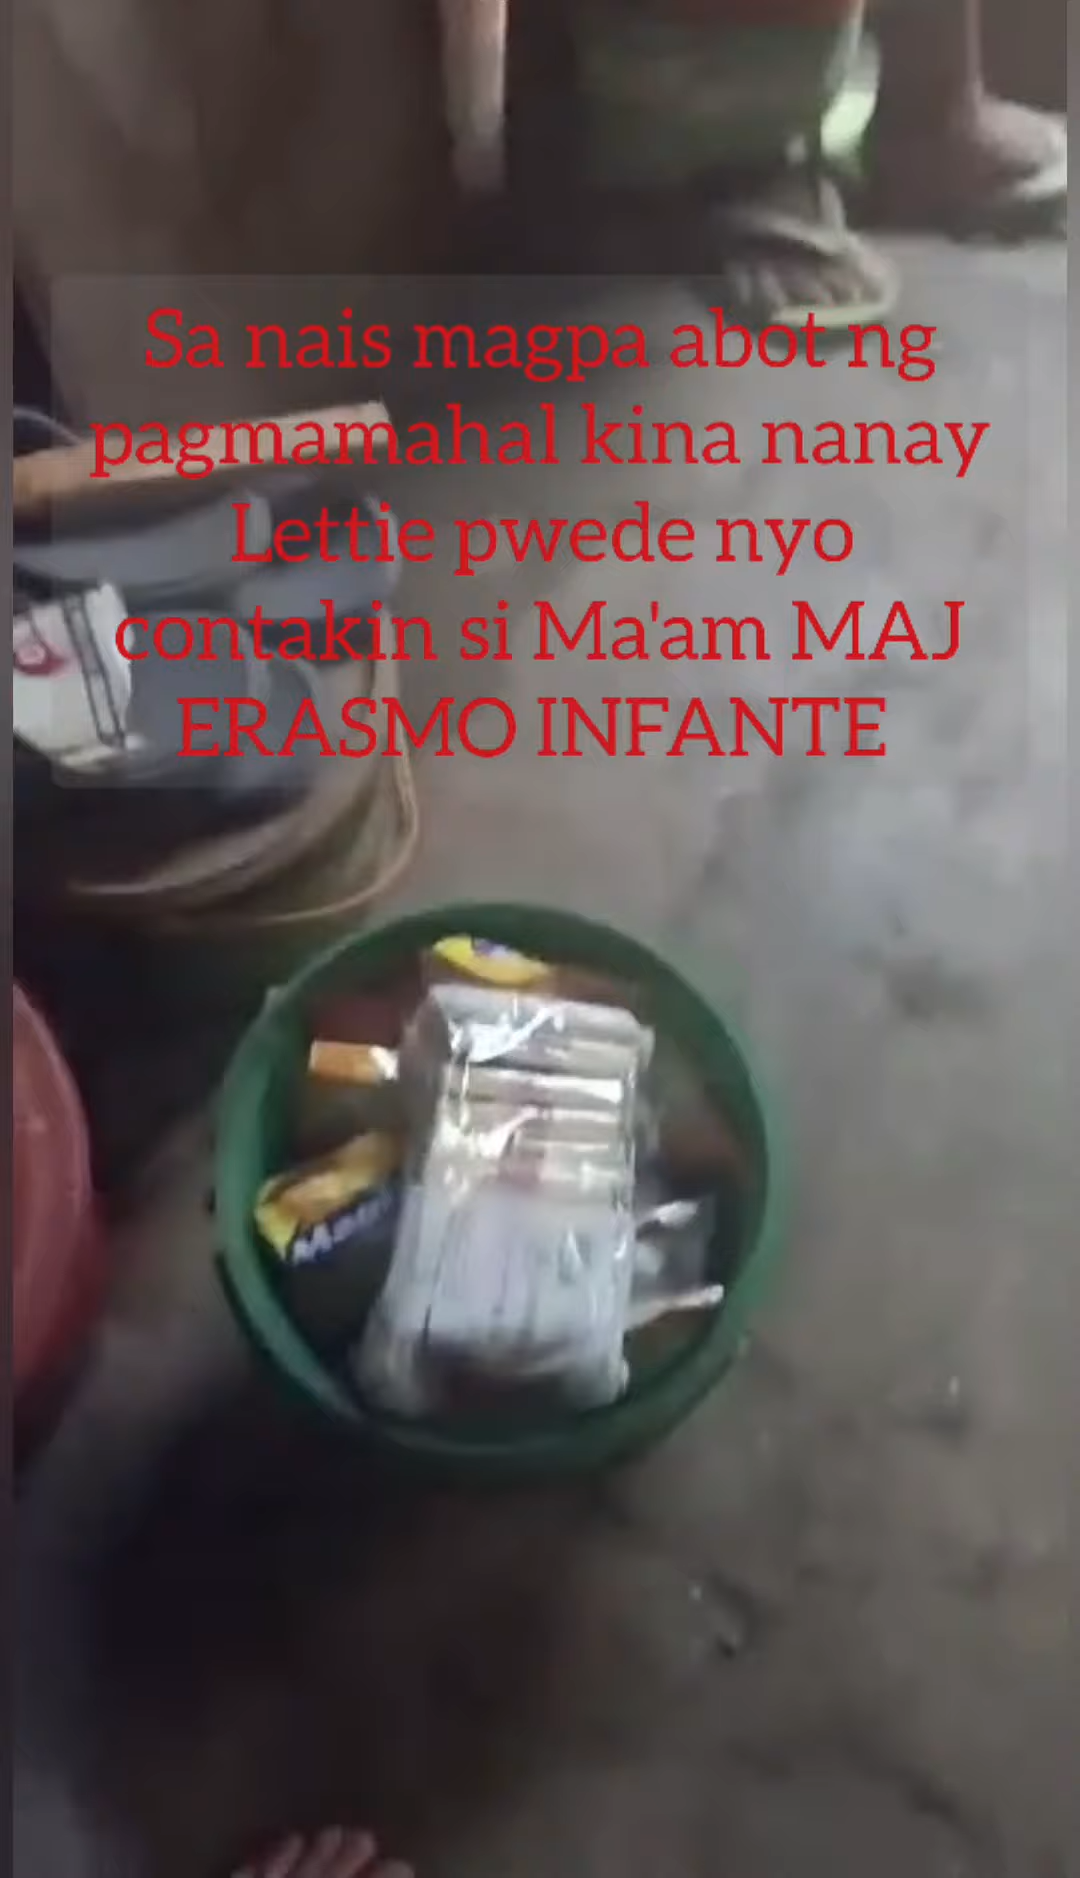 Sa nais magpa abot ng
pagmamahal kina nanay
Lettie pwede nyo
contakin si Ma'am MAJ
ERASMO INFANTE